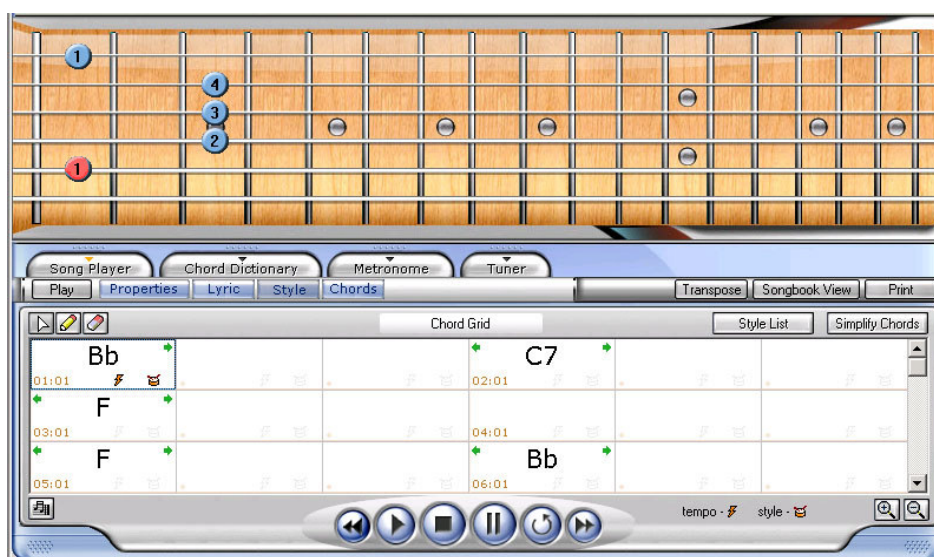 1
4
3
2
1
Song Player Chord Dictionary Metronome Tuner
Play Properties Lyric Style Chords Transpose Songbook View Print
Chord Grid Style List Simplify Chords
Bb C7
01:01 02:01
F
03:01 04:01
F Bb
05:01 06:01
tempo - style -